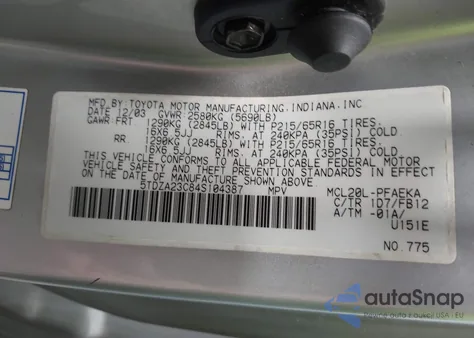 MFD.BY:TOYOTA MOTOR MANUFACTURING,INDIANA,INC
DATE 12/03 GVWR 2580KG (5690LB)
GAWR:FRT 1290KG (2845LB) WITH P215/65R16 TIRES.
16X6.5JJ RIMS AT 240KPA (35PSI) COLD
RR 1290KG (2845LB) WITH P215/65R16 TIRES.
16X6.5JJ RIMS AT 240KPA (35PSI) COLD
THIS VEHICLE CONFORMS TO ALL APPLICABLE FEDERAL MOTOR
VEHICLE SAFETY AND THEFT PREVENTION STANDARDS IN EFFECT
ON THE DATE OF MANUFACTURE SHOWN ABOVE.
5TDZA23C84S104387 MPV MCL20L-PFAEKA
C/TR 1D7/FB12
A/TM -01A/
U151E
NO.775
autoSnap